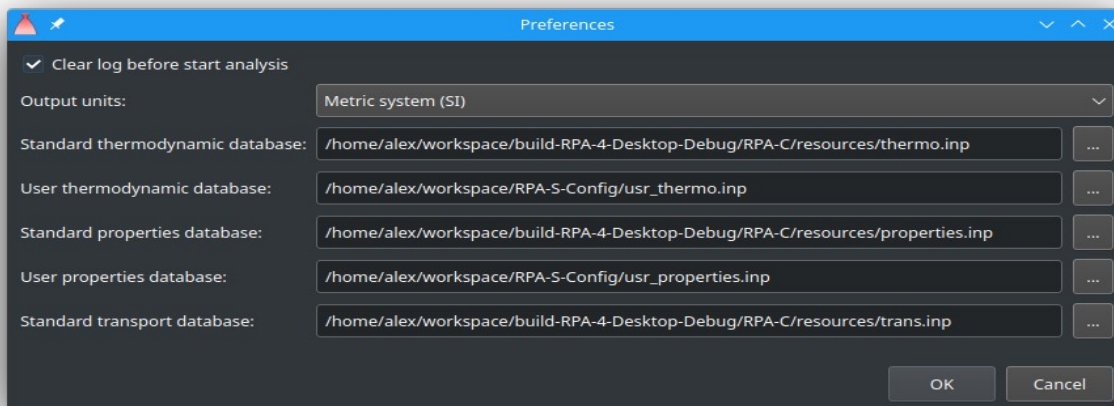 Preferences
Clear log before start analysis
Output units: Metric system (SI)
Standard thermodynamic database: /home/alex/workspace/build-RPA-4-Desktop-Debug/RPA-C/resources/thermo.inp ...
User thermodynamic database: /home/alex/workspace/RPA-S-Config/usr_thermo.inp ...
Standard properties database: /home/alex/workspace/build-RPA-4-Desktop-Debug/RPA-C/resources/properties.inp ...
User properties database: /home/alex/workspace/RPA-S-Config/usr_properties.inp ...
Standard transport database: /home/alex/workspace/build-RPA-4-Desktop-Debug/RPA-C/resources/trans.inp ...
OK Cancel